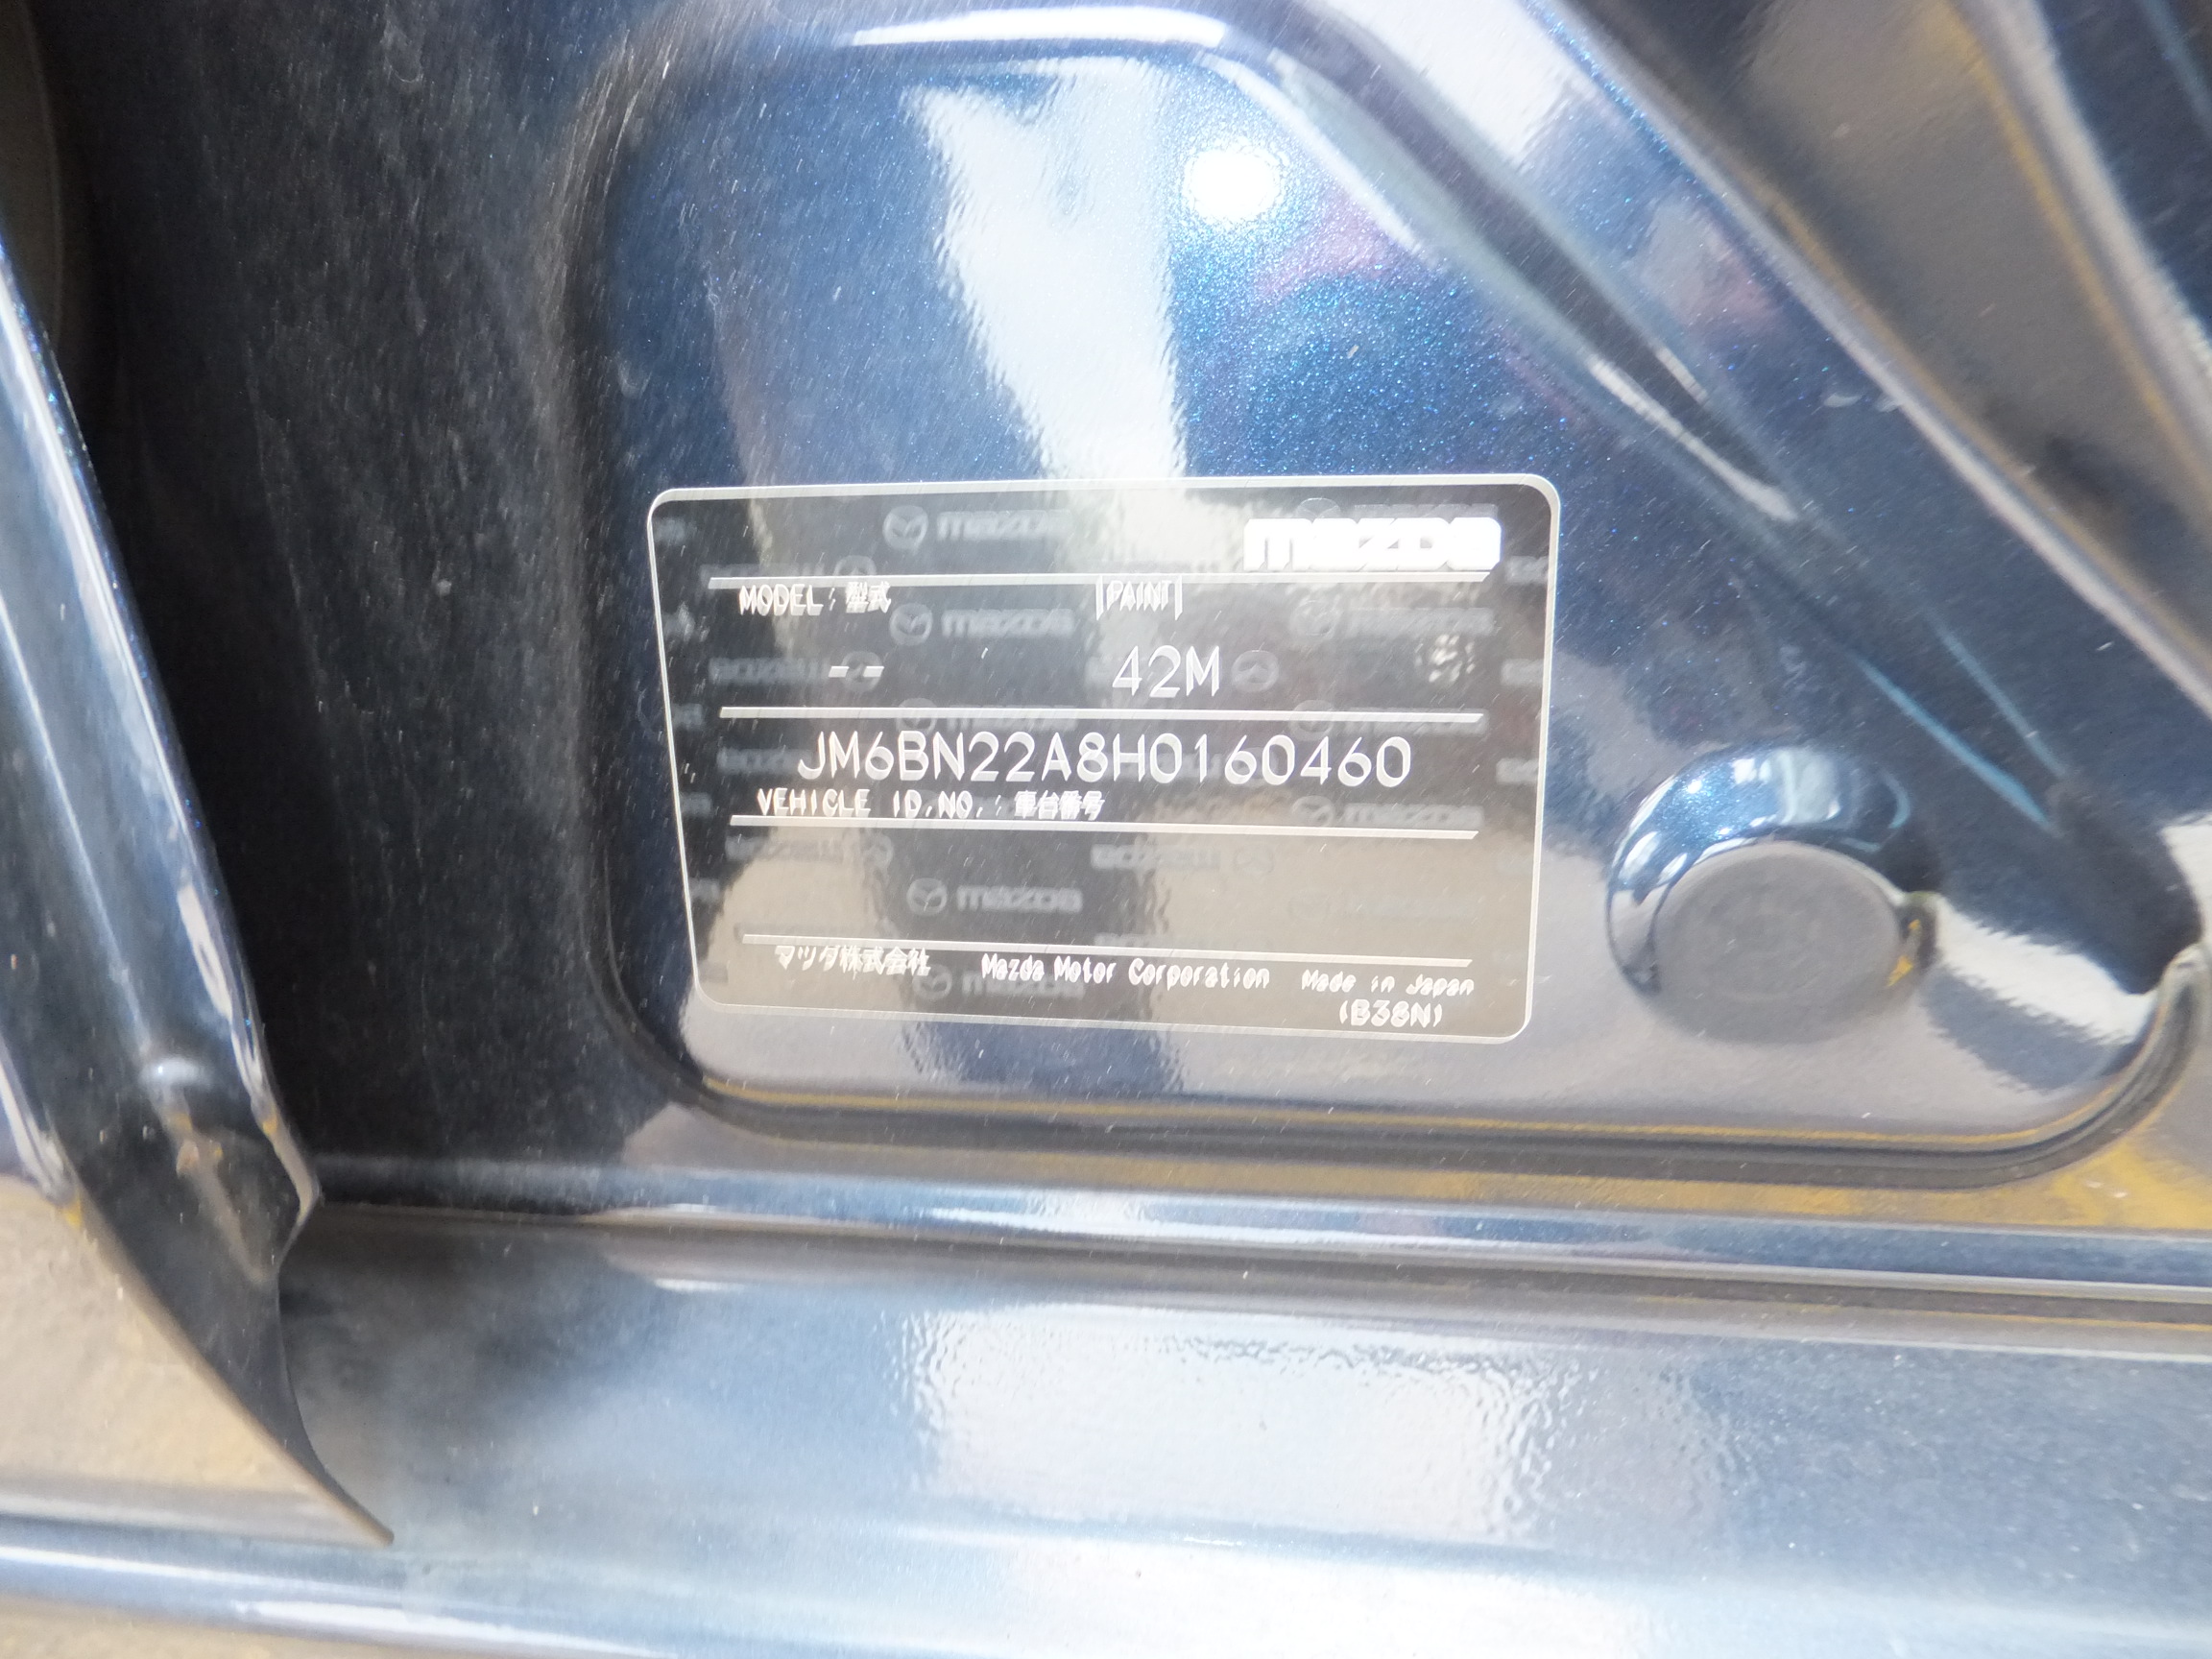 mazda
MODEL : 型式 |PAINT|
-- 42M
JM6BN22A8H0160460
VEHICLE ID.NO. : 車台番号
マツダ株式会社 Mazda Motor Corporation Made in Japan
(B38N)